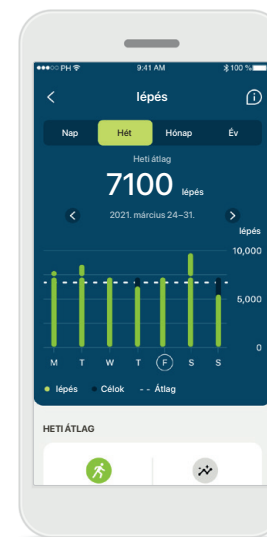 PH 9:41 AM 100 %
lépés
Nap Hét Hónap Év
Heti átlag
7100 lépés
2021. március 24–31.
lépés
10,000
5,000
0
M T W T F S S
lépés Célok - - Átlag
HETI ÁTLAG